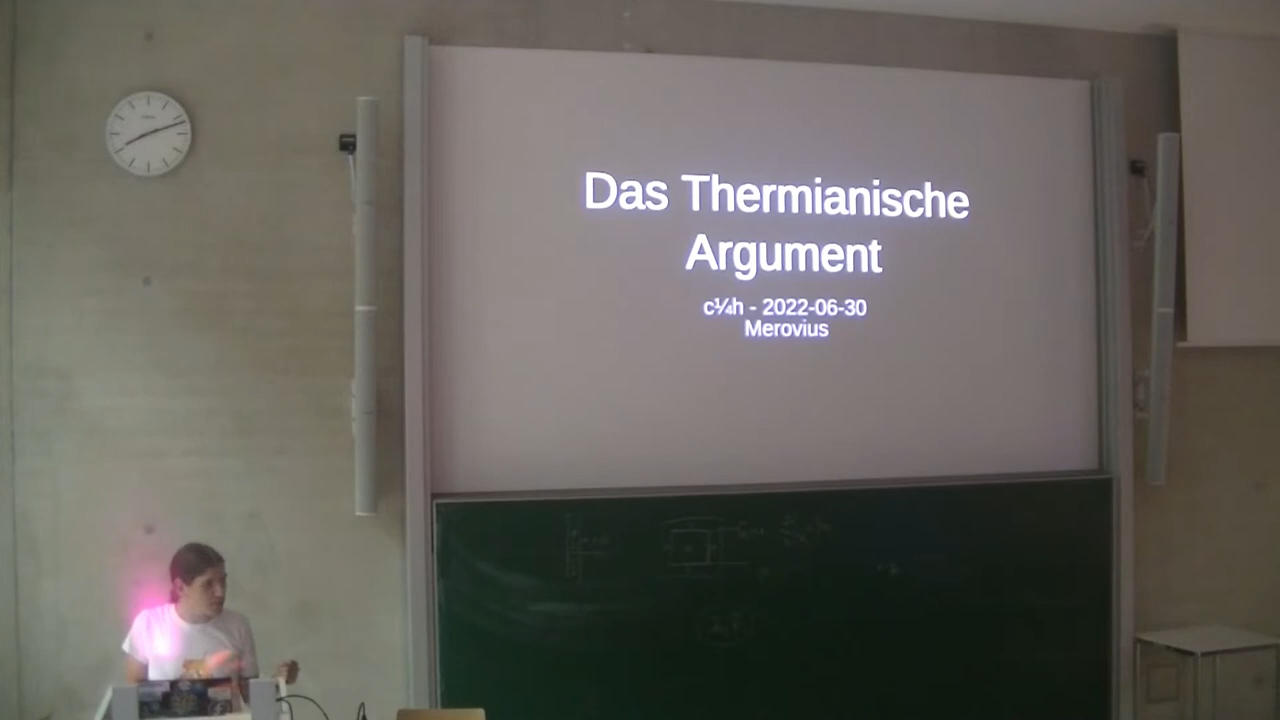 Das Thermianische
Argument
c¼h - 2022-06-30
Merovius